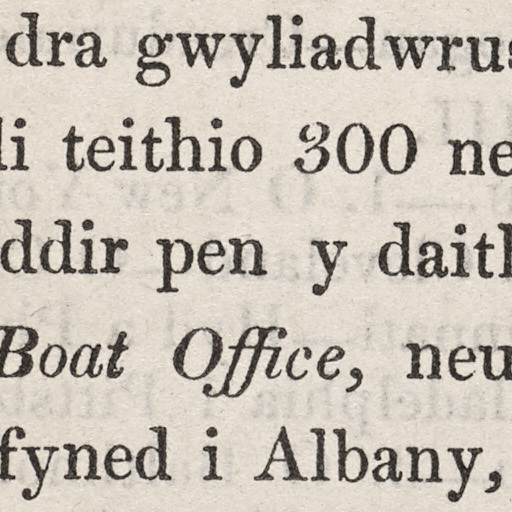 dra gwyliadwrus
li teithio 300 ne
ddir pen y daith
Boat Office, neu
fyned i Albany,